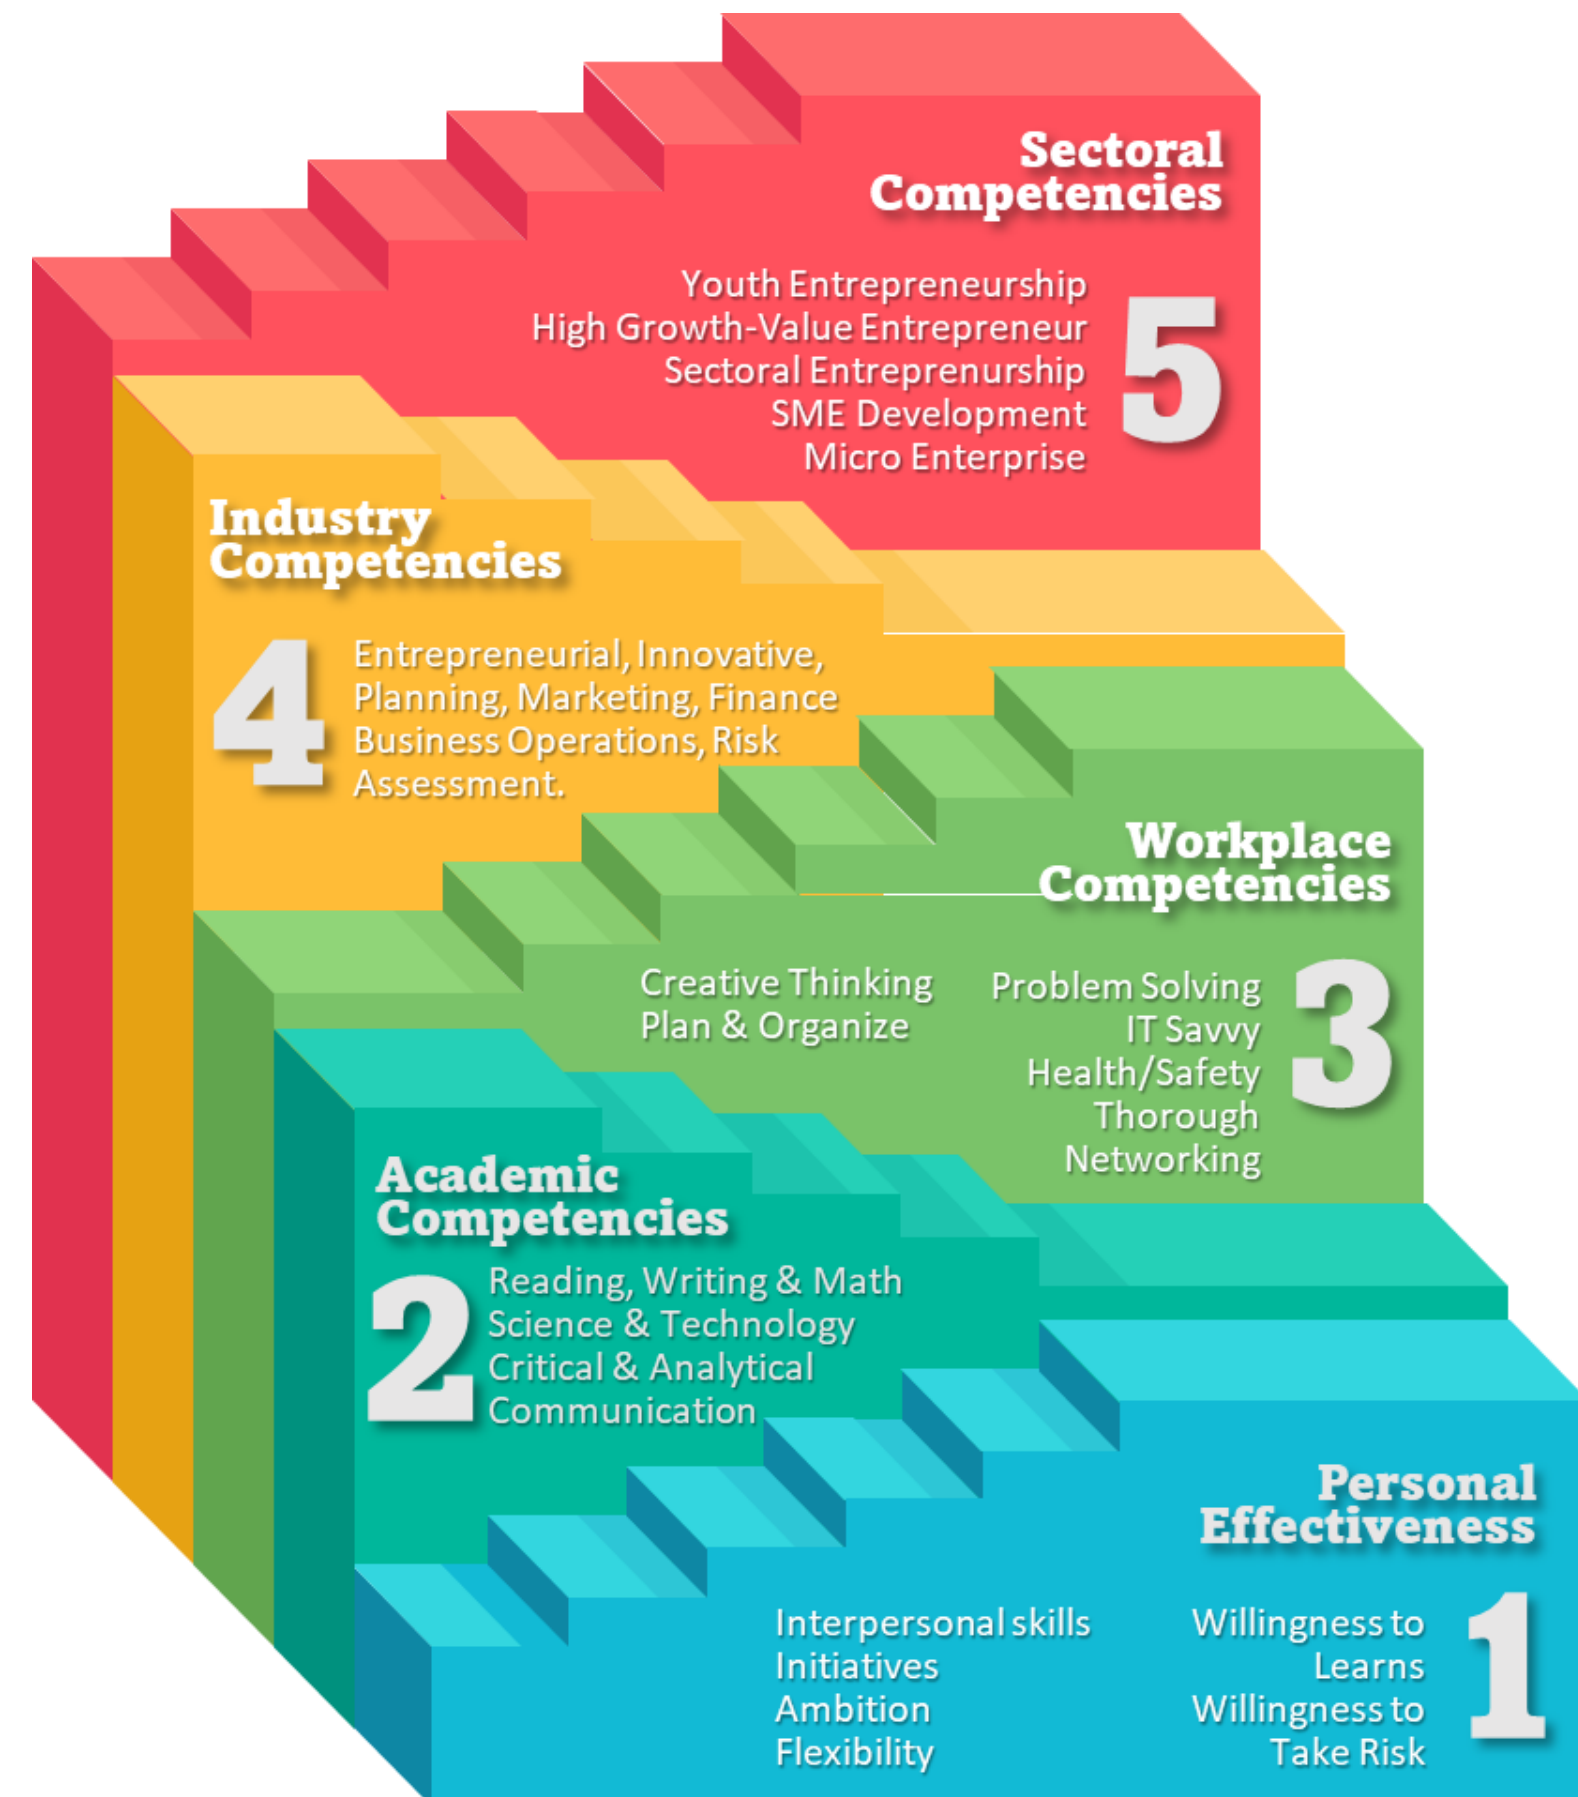 Sectoral
Competencies
Youth Entrepreneurship
High Growth-Value Entrepreneur
Sectoral Entreprenurship
SME Development
Micro Enterprise
5
Industry
Competencies
4
Entrepreneurial, Innovative,
Planning, Marketing, Finance
Business Operations, Risk
Assessment.
Workplace
Competencies
Creative Thinking
Plan & Organize
Problem Solving
IT Savvy
Health/Safety
Thorough
Networking
3
Academic
Competencies
2
Reading, Writing & Math
Science & Technology
Critical & Analytical
Communication
Personal
Effectiveness
Interpersonal skills
Initiatives
Ambition
Flexibility
Willingness to
Learns
Willingness to
Take Risk
1